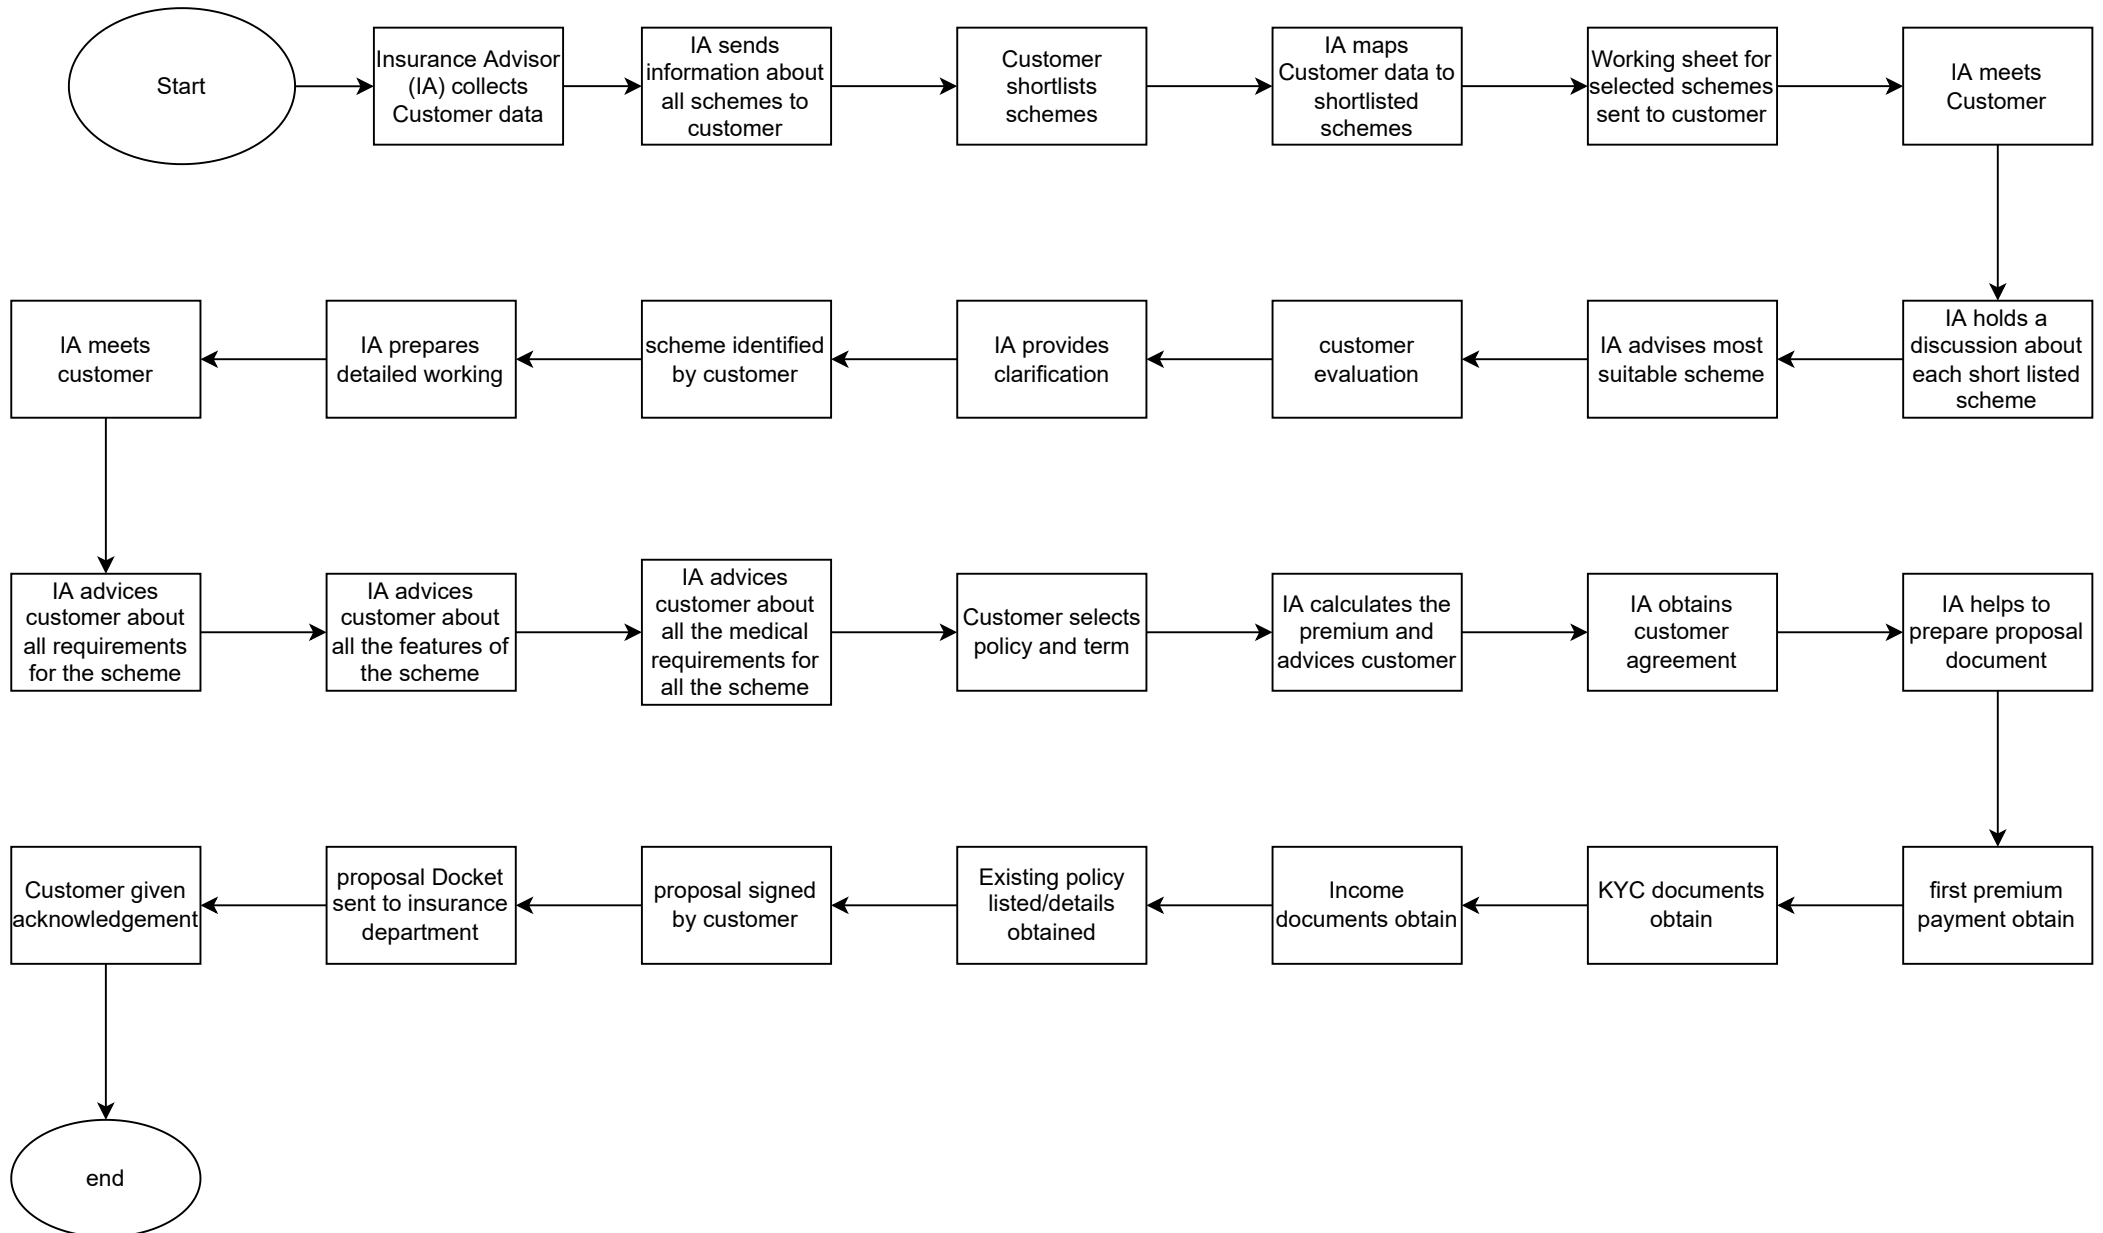 Start
Insurance Advisor
(IA) collects
Customer data
IA sends
information about
all schemes to
customer
Customer
shortlists
schemes
IA maps
Customer data to
shortlisted
schemes
Working sheet for
selected schemes
sent to customer
IA meets
Customer
IA holds a
discussion about
each short listed
scheme
IA advises most
suitable scheme
customer
evaluation
IA provides
clarification
scheme identified
by customer
IA prepares
detailed working
IA meets
customer
IA advices
customer about
all requirements
for the scheme
IA advices
customer about
all the features of
the scheme
IA advices
customer about
all the medical
requirements for
all the scheme
Customer selects
policy and term
IA calculates the
premium and
advices customer
IA obtains
customer
agreement
IA helps to
prepare proposal
document
first premium
payment obtain
KYC documents
obtain
Income
documents obtain
Existing policy
listed/details
obtained
proposal signed
by customer
proposal Docket
sent to insurance
department
Customer given
acknowledgement
end